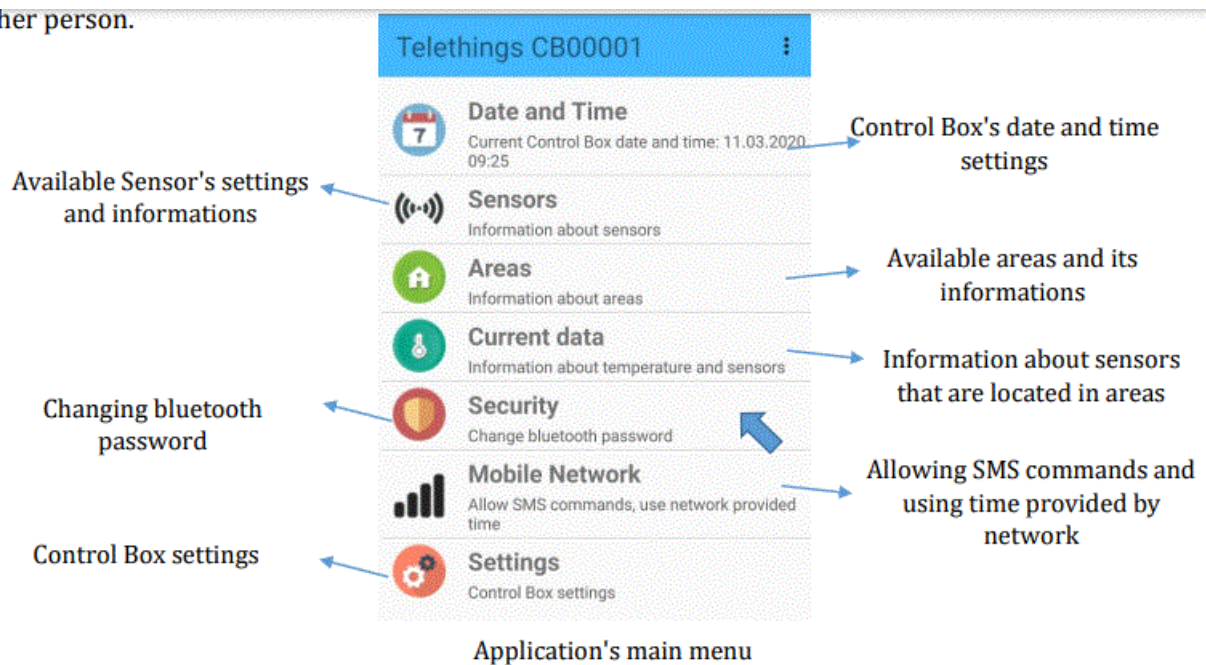 her person.
Telethings CB00001
Date and Time
7
Current Control Box date and time: 11.03.2020.
09:25
Control Box's date and time
settings
Available Sensor's settings
and informations
Sensors
Information about sensors
Areas
Information about areas
Available areas and its
informations
Current data
Information about temperature and sensors
Information about sensors
that are located in areas
Changing bluetooth
password
Security
Change bluetooth password
Mobile Network
Allow SMS commands, use network provided
time
Allowing SMS commands and
using time provided by
network
Control Box settings
Settings
Control Box settings
Application's main menu